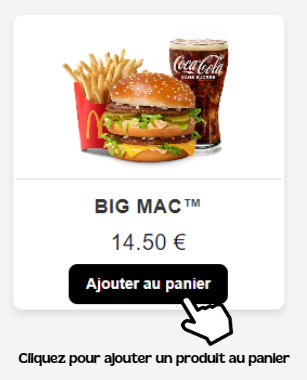 Coca-Cola
SANS SUCRES
BIG MAC™
14.50 €
Ajouter au panier
Cliquez pour ajouter un produit au panier